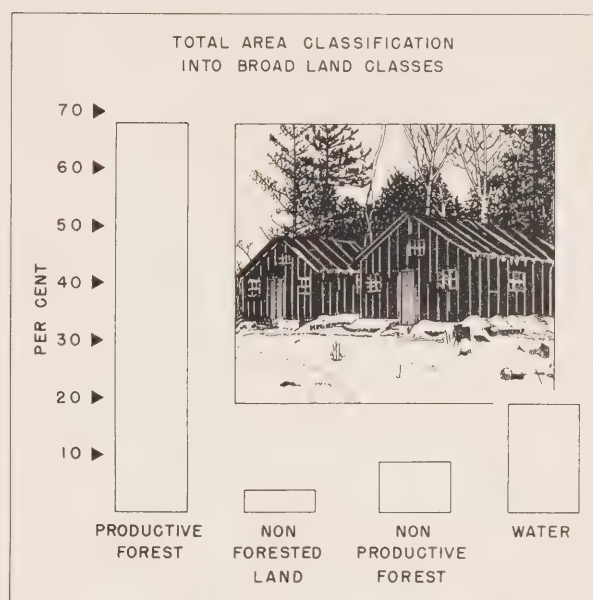 TOTAL AREA CLASSIFICATION
INTO BROAD LAND CLASSES
70
60
50
40
30
20
10
PER CENT
PRODUCTIVE
FOREST
NON
FORESTED
LAND
NON
PRODUCTIVE
FOREST
WATER